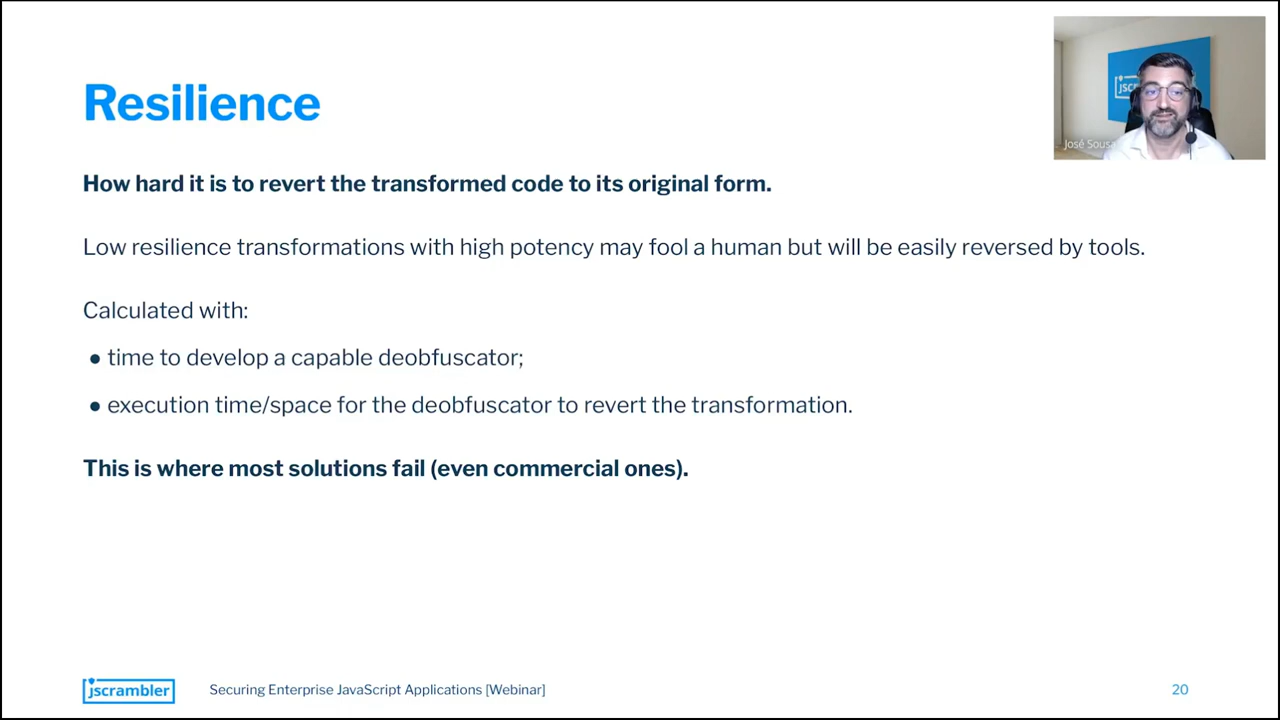 Resilience
How hard it is to revert the transformed code to its original form.
Low resilience transformations with high potency may fool a human but will be easily reversed by tools.
Calculated with:
● time to develop a capable deobfuscator;
● execution time/space for the deobfuscator to revert the transformation.
This is where most solutions fail (even commercial ones).
José Sousa
jscrambler
Securing Enterprise JavaScript Applications [Webinar]
20